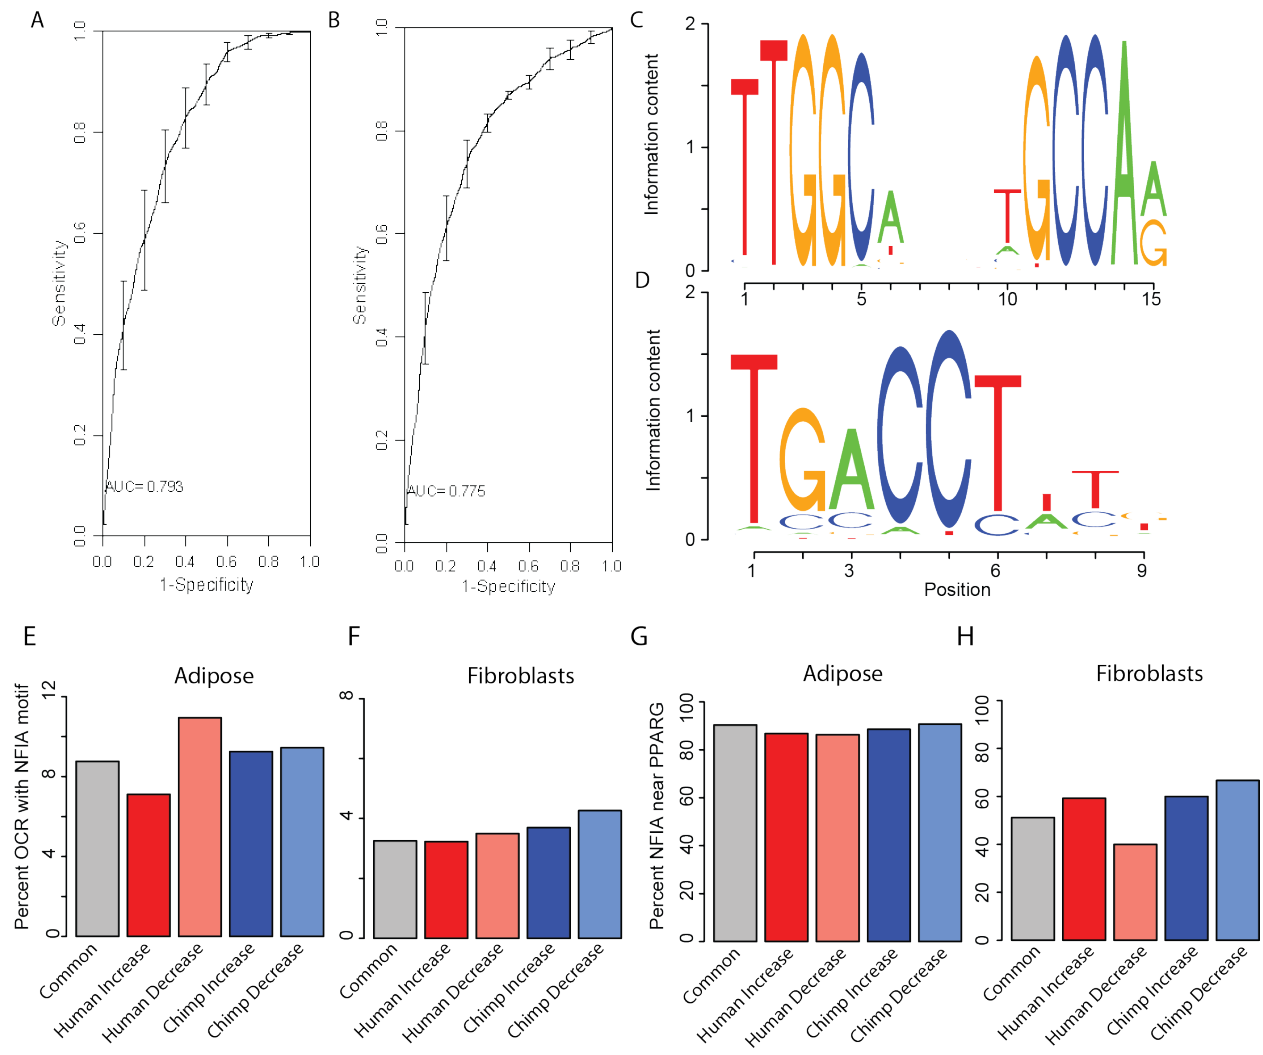 A
1.0
0.8
0.6
0.4
0.2
0.0
Sensitivity
AUC= 0.793
0.0 0.2 0.4 0.6 0.8 1.0
1-Specificity
B
1.0
0.8
0.6
0.4
0.2
0.0
Sensitivity
AUC= 0.775
0.0 0.2 0.4 0.6 0.8 1.0
1-Specificity
C
2
1
0
Information content
TTGGCA TGCCAA
T A G
1 5 10 15
D
2
1
0
Information content
TGACCTTT
A C C A C A C
1 3 6 9
Position
E
Adipose
12
8
4
0
Percent OCR with NFIA motif
Common
Human Increase
Human Decrease
Chimp Increase
Chimp Decrease
F
Fibroblasts
8
4
0
Common
Human Increase
Human Decrease
Chimp Increase
Chimp Decrease
G
Adipose
100
80
60
40
20
0
Percent NFIA near PPARG
Common
Human Increase
Human Decrease
Chimp Increase
Chimp Decrease
H
Fibroblasts
100
80
60
40
20
0
Common
Human Increase
Human Decrease
Chimp Increase
Chimp Decrease